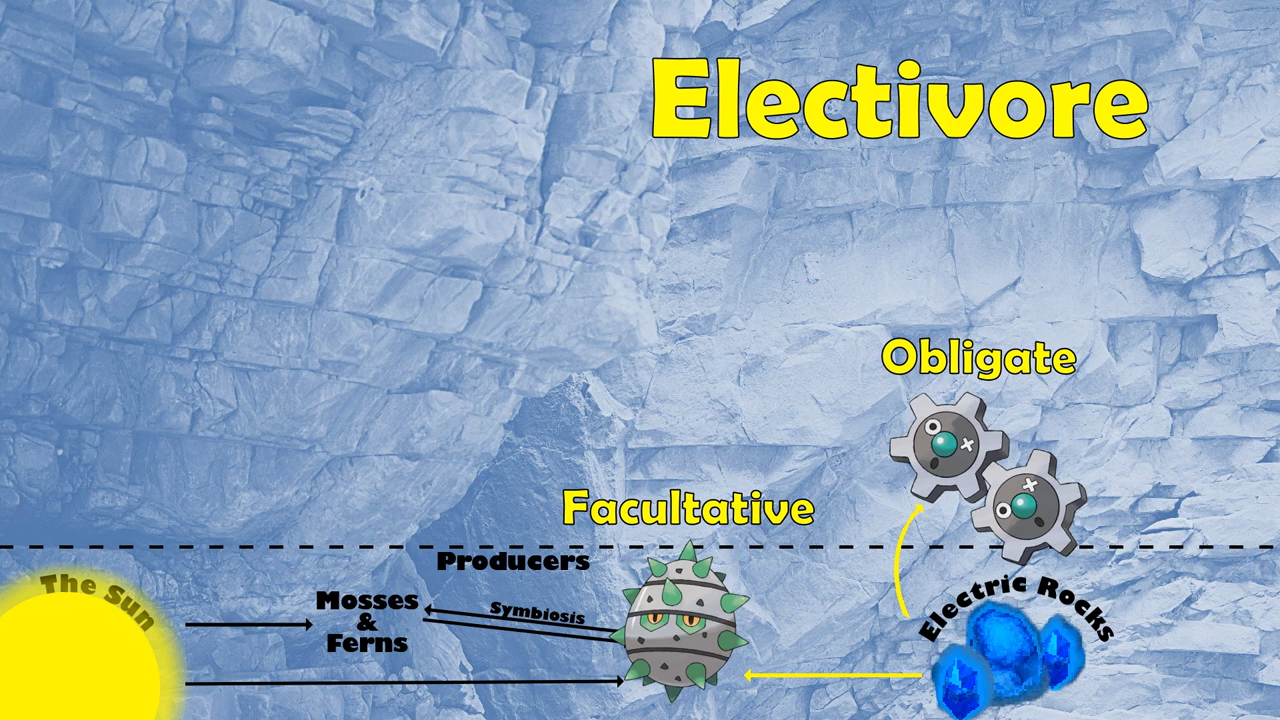 Electivore
Obligate
Facultative
Producers
The Sun
Mosses
&
Ferns
Symbiosis
Electric Rocks